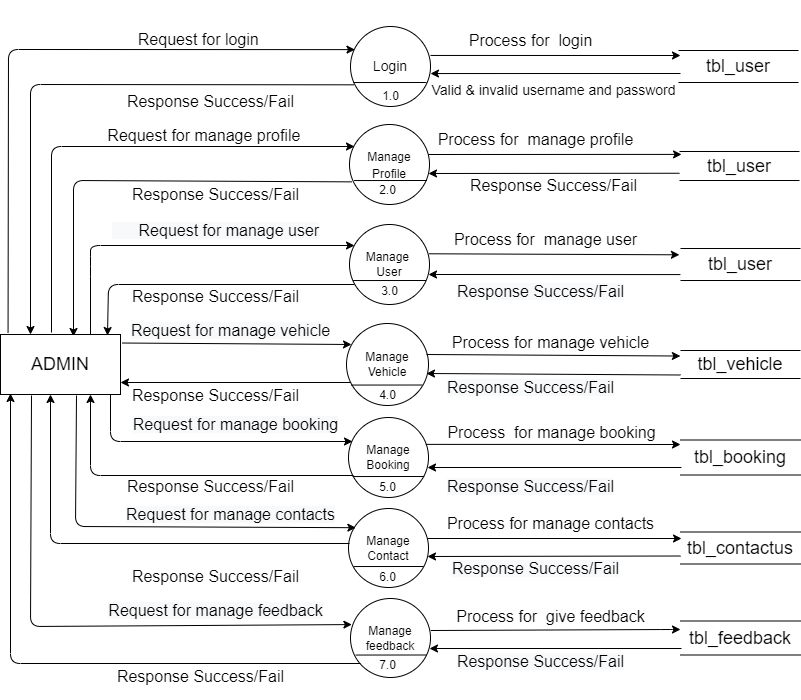 Request for login
Process for login
Login
tbl_user
1.0
Valid & invalid username and password
Response Success/Fail
Request for manage profile
Process for manage profile
Manage
Profile
tbl_user
2.0
Response Success/Fail
Response Success/Fail
Request for manage user
Process for manage user
Manage
User
tbl_user
3.0
Response Success/Fail
Response Success/Fail
Request for manage vehicle
Process for manage vehicle
ADMIN
Manage
Vehicle
tbl_vehicle
4.0
Response Success/Fail
Response Success/Fail
Request for manage booking
Process for manage booking
Manage
Booking
tbl_booking
5.0
Response Success/Fail
Response Success/Fail
Request for manage contacts
Process for manage contacts
Manage
Contact
tbl_contactus
6.0
Response Success/Fail
Response Success/Fail
Request for manage feedback
Process for give feedback
Manage
feedback
tbl_feedback
7.0
Response Success/Fail
Response Success/Fail